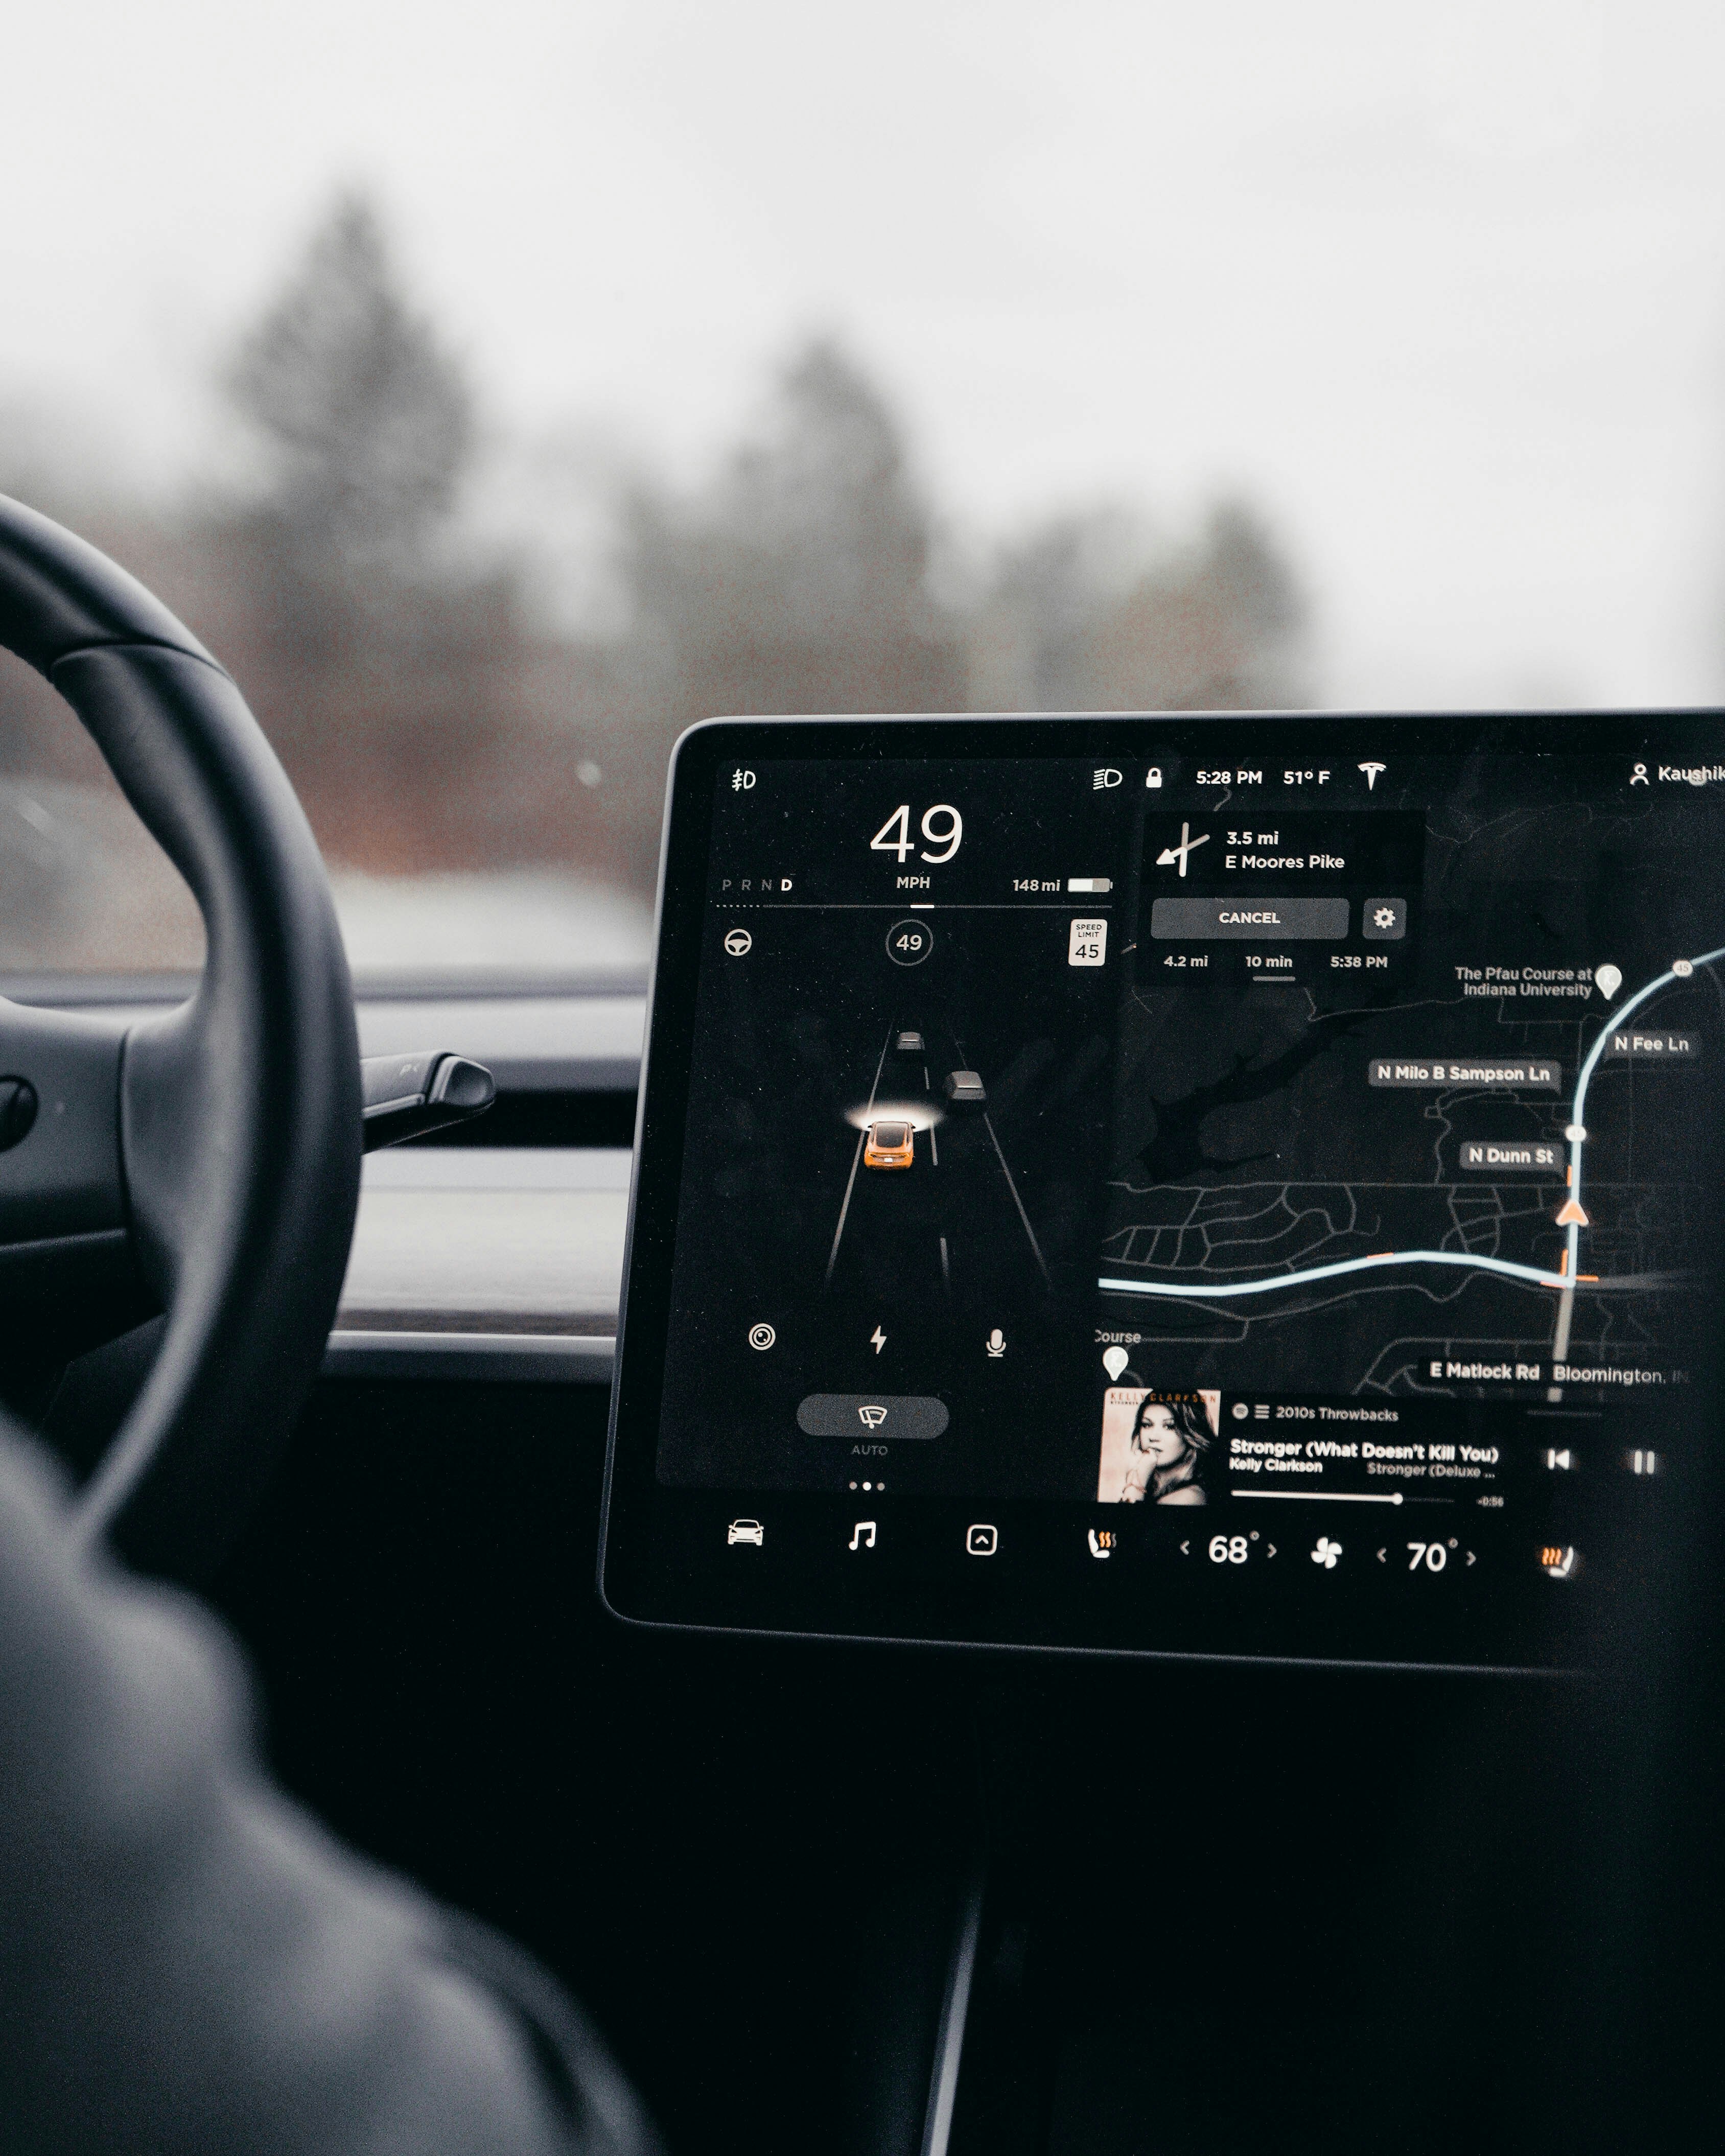 49
MPH
P R N D
148 mi
49
SPEED
LIMIT
45
5:28 PM 51° F
Kaushik
3.5 mi
E Moores Pike
CANCEL
4.2 mi 10 min 5:38 PM
The Pfau Course at
Indiana University
45
N Fee Ln
N Milo B Sampson Ln
N Dunn St
Course
E Matlock Rd Bloomington, IN
KELLY CLARKSON
2010s Throwbacks
Stronger (What Doesn't Kill You)
Kelly Clarkson Stronger (Deluxe ...
-0:56
AUTO
68° 70°
P